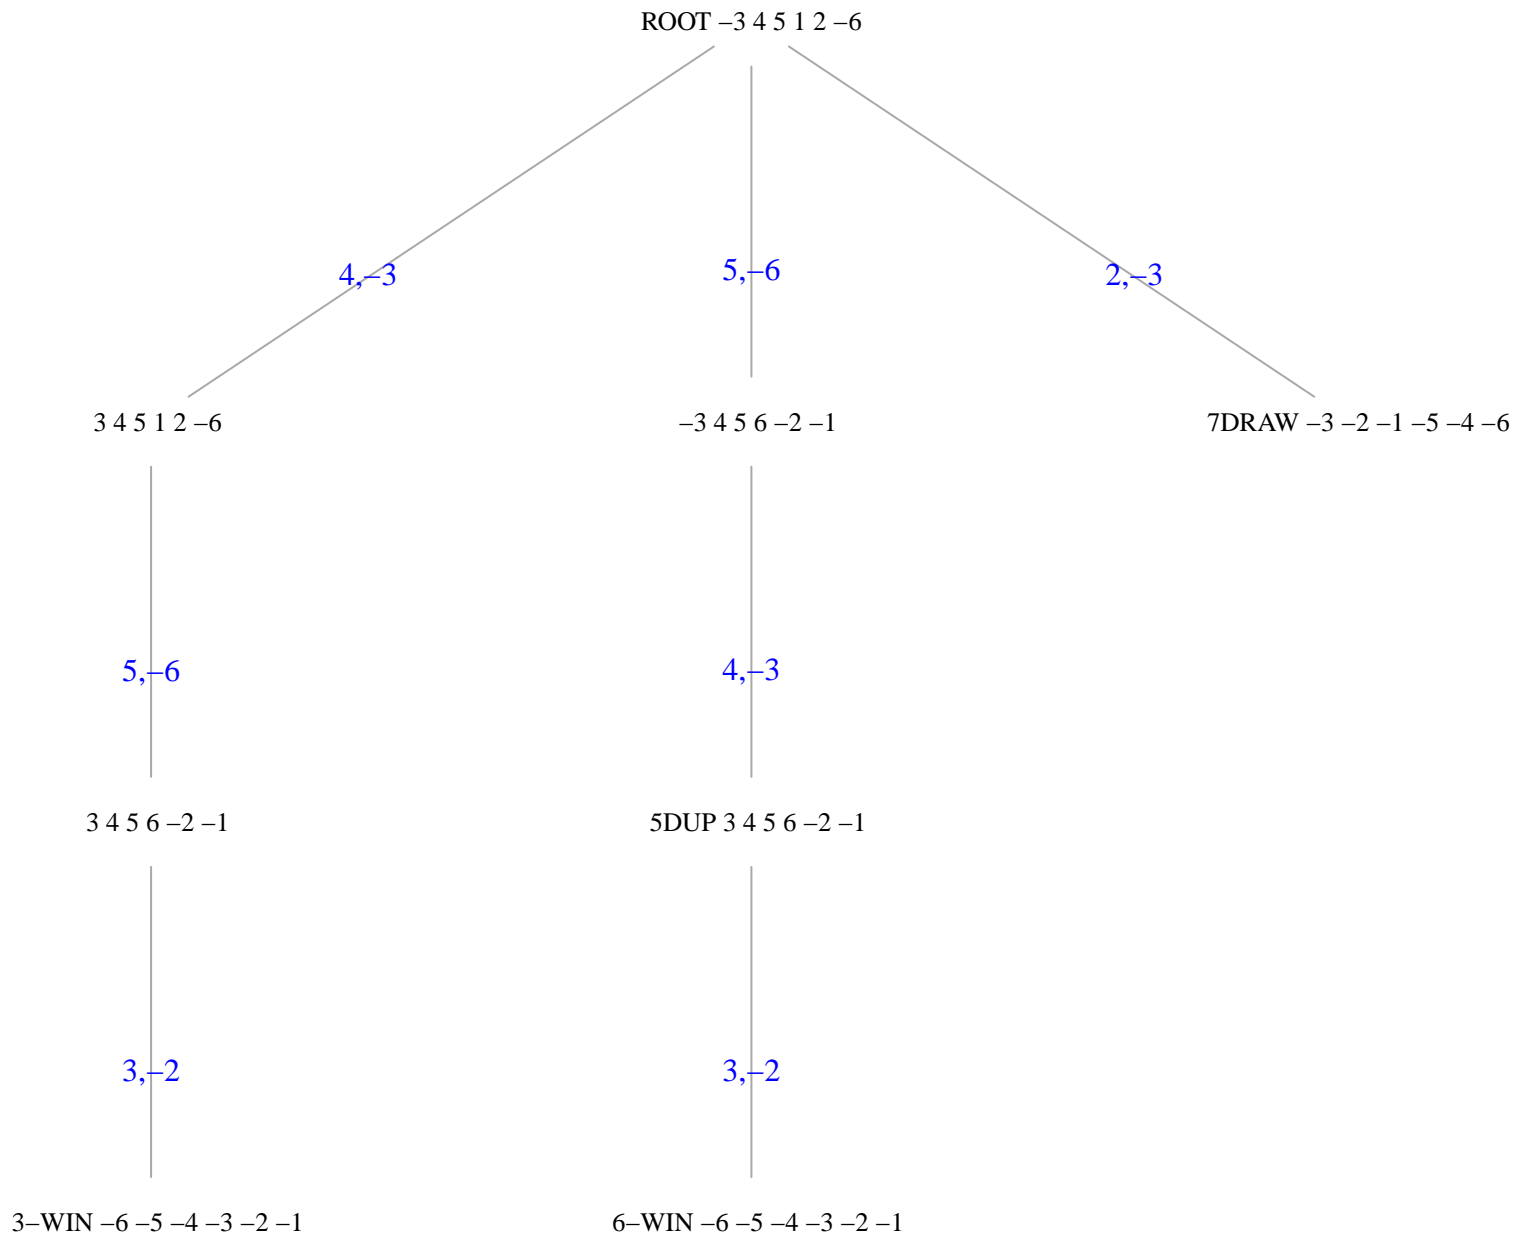 ROOT –3 4 5 1 2 –6
4,–3
5,–6
2,–3
3 4 5 1 2 –6
–3 4 5 6 –2 –1
7DRAW –3 –2 –1 –5 –4 –6
5,–6
4,–3
3 4 5 6 –2 –1
5DUP 3 4 5 6 –2 –1
3,–2
3,–2
3–WIN –6 –5 –4 –3 –2 –1
6–WIN –6 –5 –4 –3 –2 –1